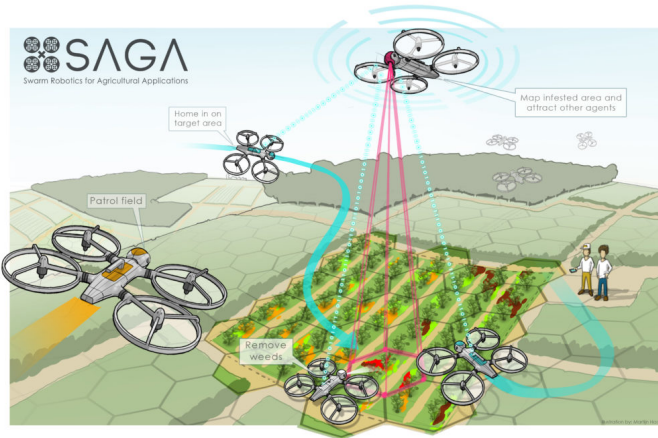 SAGA
Swarm Robotics for Agricultural Applications
Home in on
target area
Map infested area and
attract other agents
Patrol field
Remove
weeds